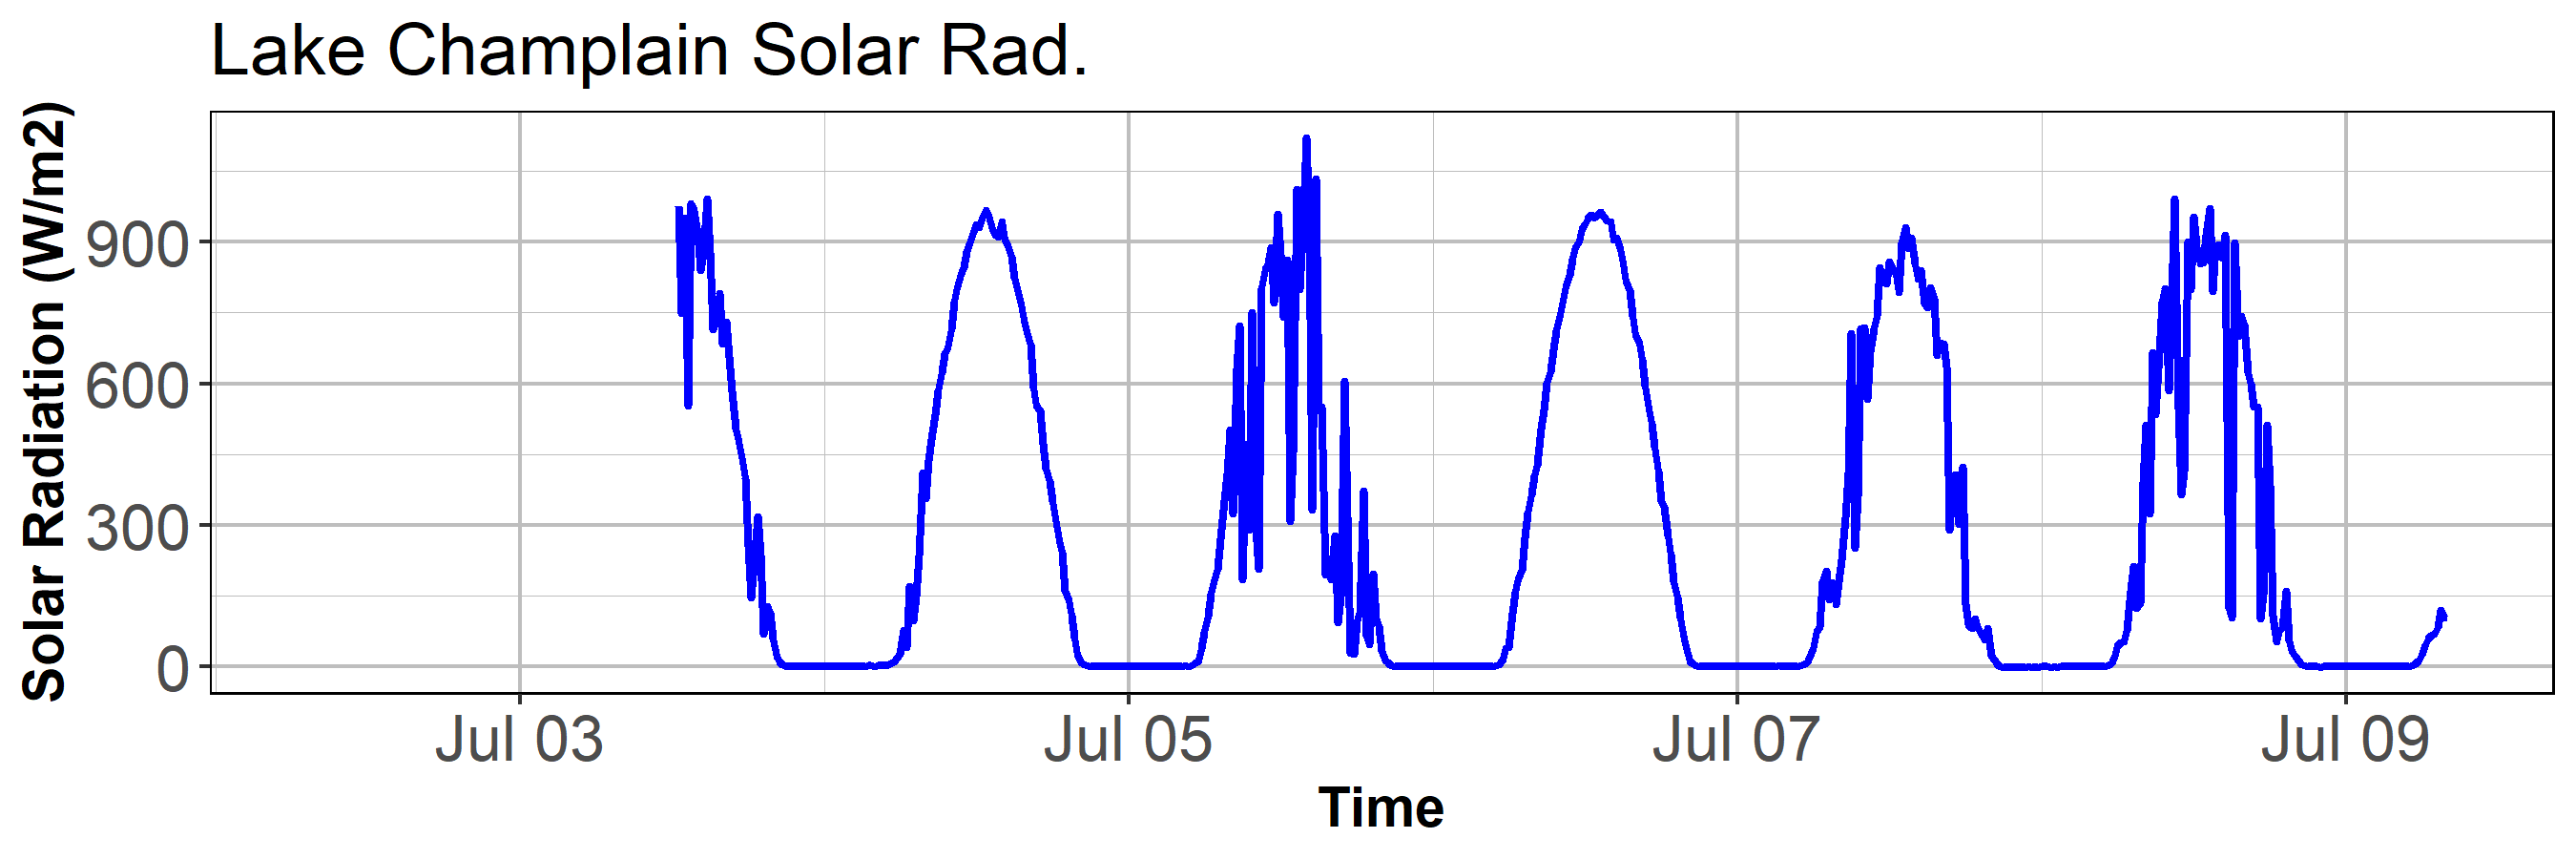 Lake Champlain Solar Rad.
Solar Radiation (W/m2)
900
600
300
0
Jul 03 Jul 05 Jul 07 Jul 09
Time